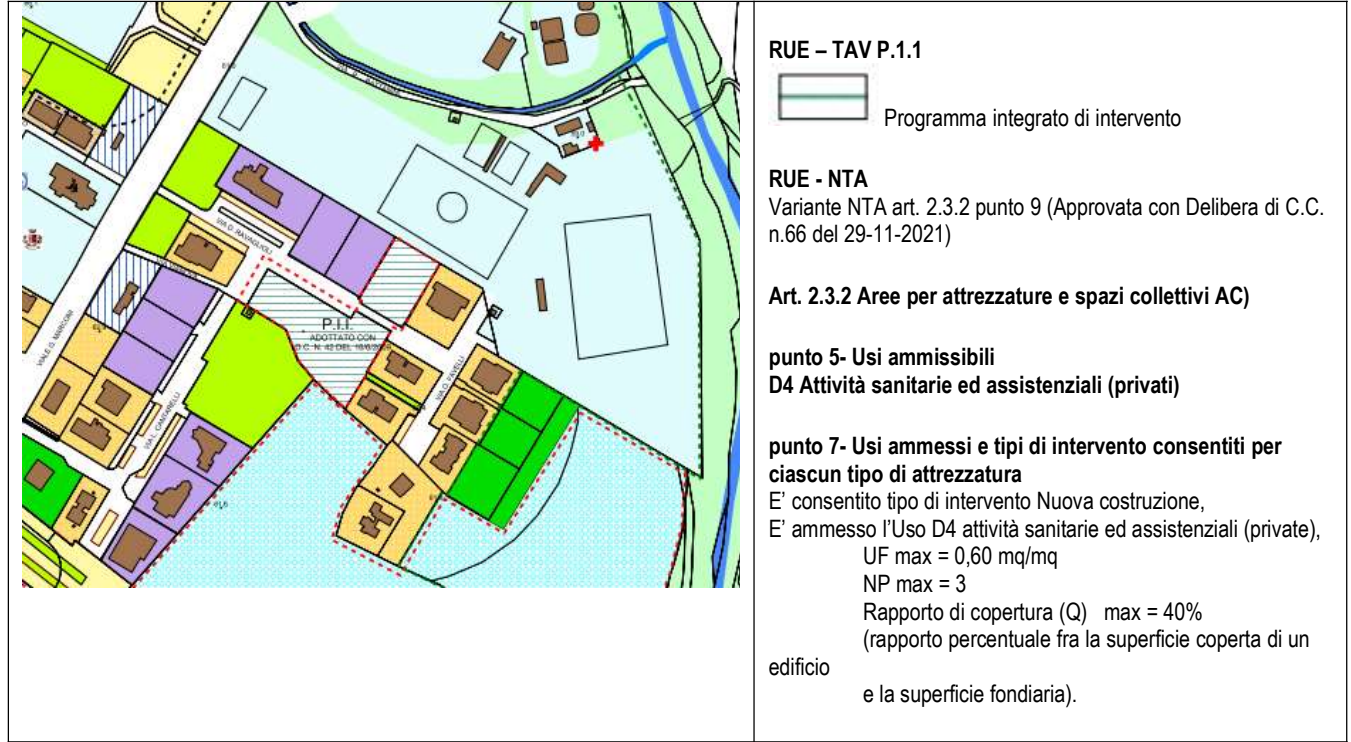 VIA D. RAVAGLIOLI
VIALE G. MARCONI
P.I.I.
ADOTTATO CON
VIA L. CANTARELLI
RUE – TAV P.1.1
Programma integrato di intervento
RUE - NTA
Variante NTA art. 2.3.2 punto 9 (Approvata con Delibera di C.C.
n.66 del 29-11-2021)
Art. 2.3.2 Aree per attrezzature e spazi collettivi AC)
punto 5- Usi ammissibili
D4 Attività sanitarie ed assistenziali (privati)
punto 7- Usi ammessi e tipi di intervento consentiti per
ciascun tipo di attrezzatura
E' consentito tipo di intervento Nuova costruzione,
E' ammesso l'Uso D4 attività sanitarie ed assistenziali (private),
UF max = 0,60 mq/mq
NP max = 3
Rapporto di copertura (Q) max = 40%
(rapporto percentuale fra la superficie coperta di un
edificio
e la superficie fondiaria).